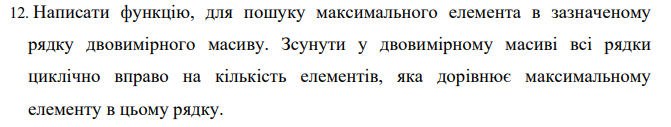 12. Написати функцію, для пошуку максимального елемента в зазначеному
рядку двовимірного масиву. Зсунути у двовимірному масиві всі рядки
циклічно вправо на кількість елементів, яка дорівнює максимальному
елементу в цьому рядку.